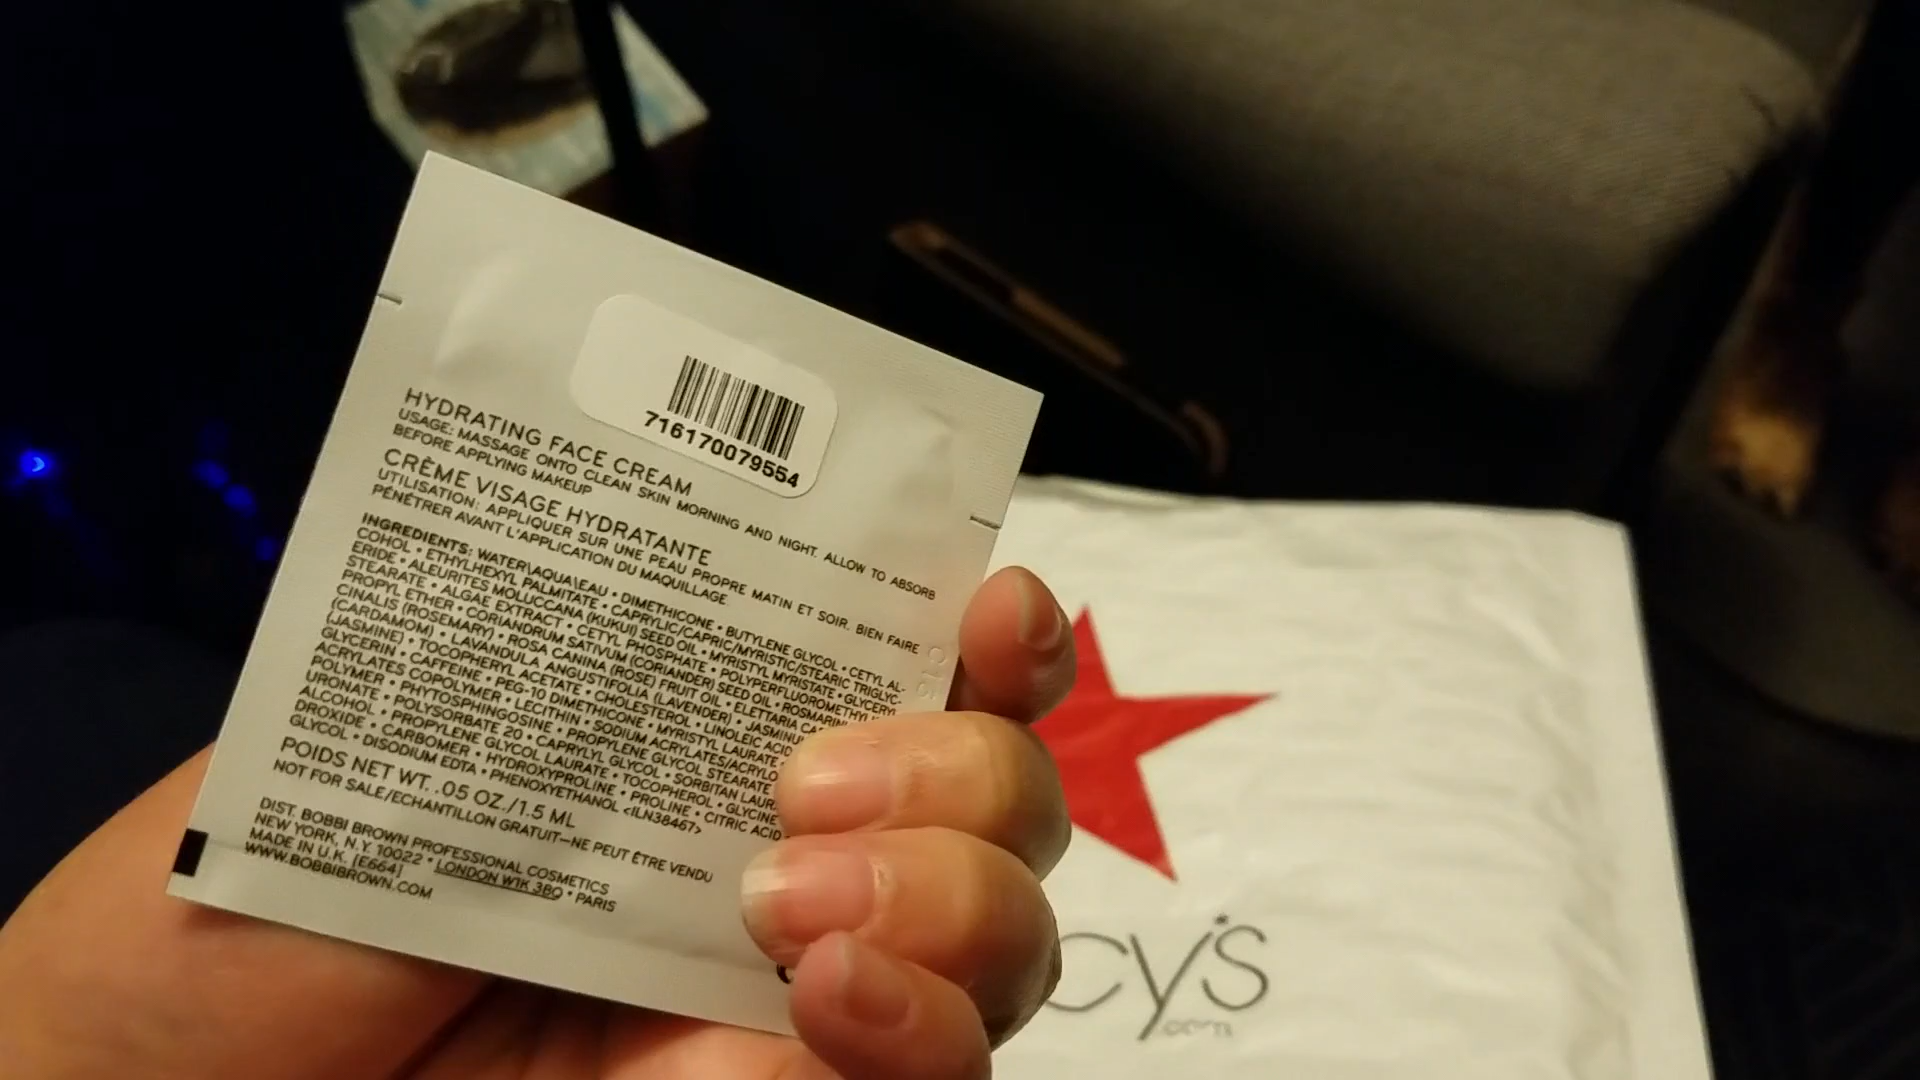 716170079554
HYDRATING FACE CREAM
USAGE: MASSAGE ONTO CLEAN SKIN MORNING AND NIGHT. ALLOW TO ABSORB
BEFORE APPLYING MAKEUP
CRÈME VISAGE HYDRATANTE
UTILISATION: APPLIQUER SUR UNE PEAU PROPRE MATIN ET SOIR. BIEN FAIRE
PÉNÉTRER AVANT L'APPLICATION DU MAQUILLAGE
INGREDIENTS: WATER\AQUA\EAU • DIMETHICONE • BUTYLENE GLYCOL • CETYL AL-
COHOL • ETHYLHEXYL PALMITATE • CAPRYLIC/CAPRIC/MYRISTIC/STEARIC TRIGLYC-
ERIDE • ALEURITES MOLUCCANA (KUKUI) SEED OIL • MYRISTYL MYRISTATE • GLYCERYL
STEARATE • ALGAE EXTRACT • CETYL PHOSPHATE • POLYPERFLUOROMETHYL
PROPYL ETHER • CORIANDRUM SATIVUM (CORIANDER) SEED OIL • ROSMARIN
CINALIS (ROSEMARY) • ROSA CANINA (ROSE) FRUIT OIL • ELETTARIA CA
(CARDAMOM) • LAVANDULA ANGUSTIFOLIA (LAVENDER) • JASMINU
(JASMINE) • TOCOPHERYL ACETATE • CHOLESTEROL • LINOLEIC ACID
GLYCERIN • CAFFEINE • PEG-10 DIMETHICONE • MYRISTYL LAURATE •
ACRYLATES COPOLYMER • LECITHIN • SODIUM ACRYLATES/ACRYLO
POLYMER • PHYTOSPHINGOSINE • PROPYLENE GLYCOL STEARATE
URONATE • POLYSORBATE 20 • CAPRYLYL GLYCOL • SORBITAN LAUR
ALCOHOL • PROPYLENE GLYCOL LAURATE • TOCOPHEROL • GLYCINE
DROXIDE • CARBOMER • HYDROXYPROLINE • PROLINE • CITRIC ACID
GLYCOL • DISODIUM EDTA • PHENOXYETHANOL <ILN38467>
POIDS NET WT. .05 OZ./1.5 ML
NOT FOR SALE/ECHANTILLON GRATUIT—NE PEUT ÊTRE VENDU
DIST. BOBBI BROWN PROFESSIONAL COSMETICS
NEW YORK, N.Y. 10022 • LONDON W1K 3BQ • PARIS
MADE IN U.K. [E664]
WWW.BOBBIBROWN.COM
cy's
.com